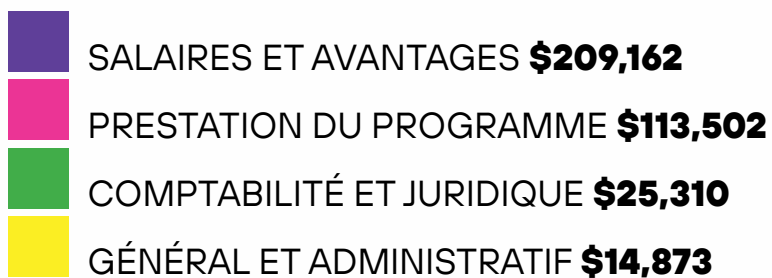 SALAIRES ET AVANTAGES $209,162
PRESTATION DU PROGRAMME $113,502
COMPTABILITÉ ET JURIDIQUE $25,310
GÉNÉRAL ET ADMINISTRATIF $14,873